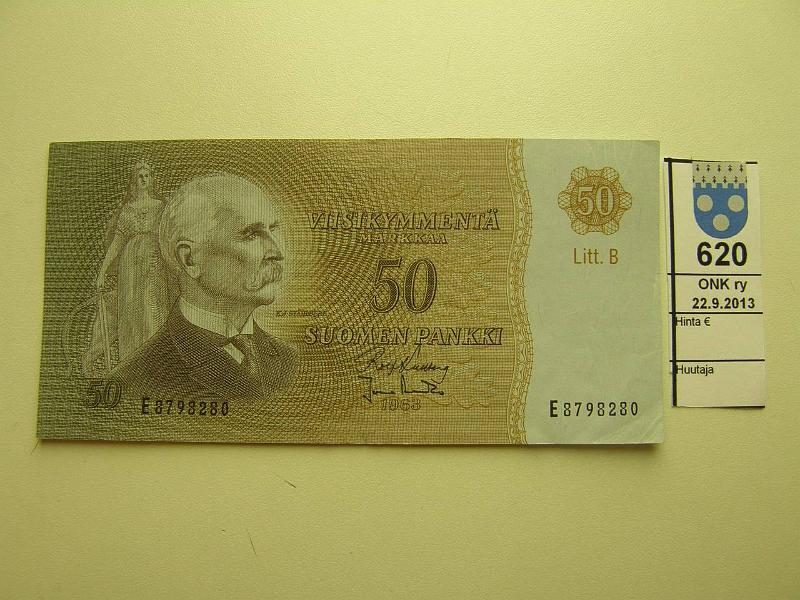 VIISIKYMMENTÄ
MARKKAA
50
SUOMEN PANKKI
1963
50
E8798280
50
Litt. B
E8798280
620
ONK ry
22.9.2013
Hinta €
Huutaja